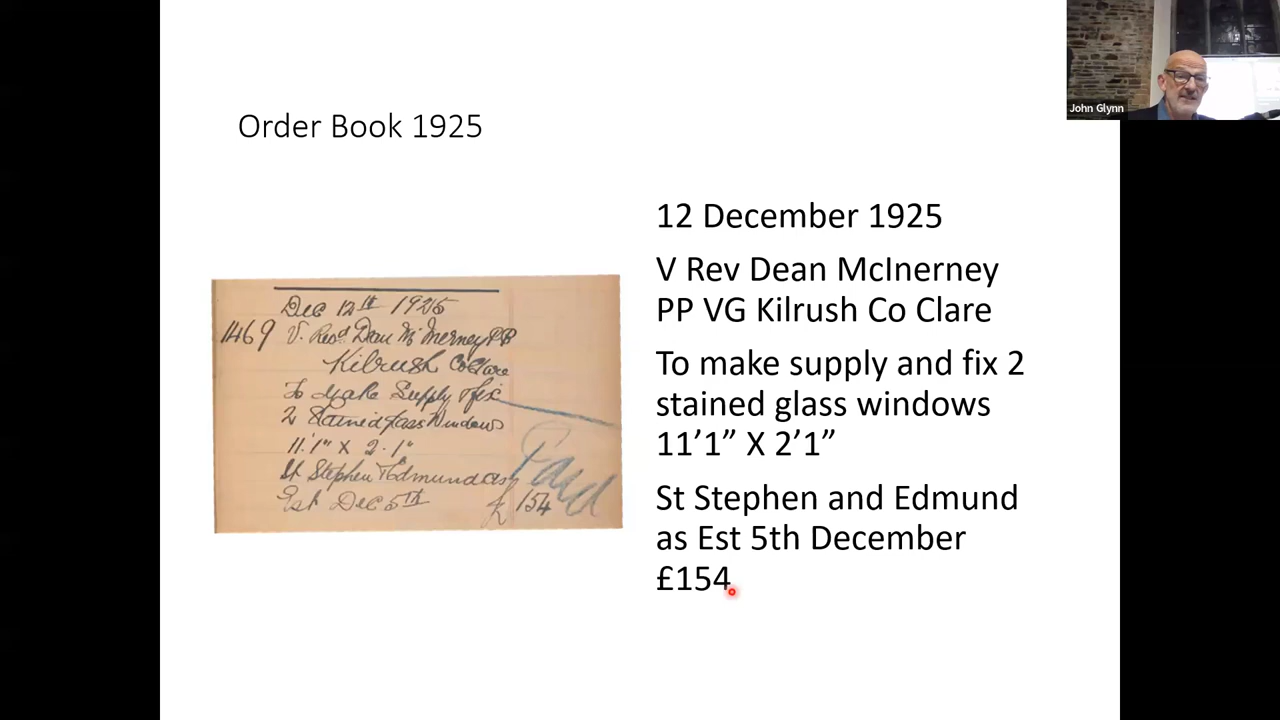 Order Book 1925
John Glynn
Dec 12th 1925
1469 V. Revd Dean McInerney PP
Kilrush Co Clare
To Make Supply & fix
2 Stained glass Windows
11'.1" X 2.1"
St Stephen & Edmund as
Est Dec 5th £154
Paid
12 December 1925
V Rev Dean McInerney
PP VG Kilrush Co Clare
To make supply and fix 2
stained glass windows
11’1” X 2’1”
St Stephen and Edmund
as Est 5th December
£154